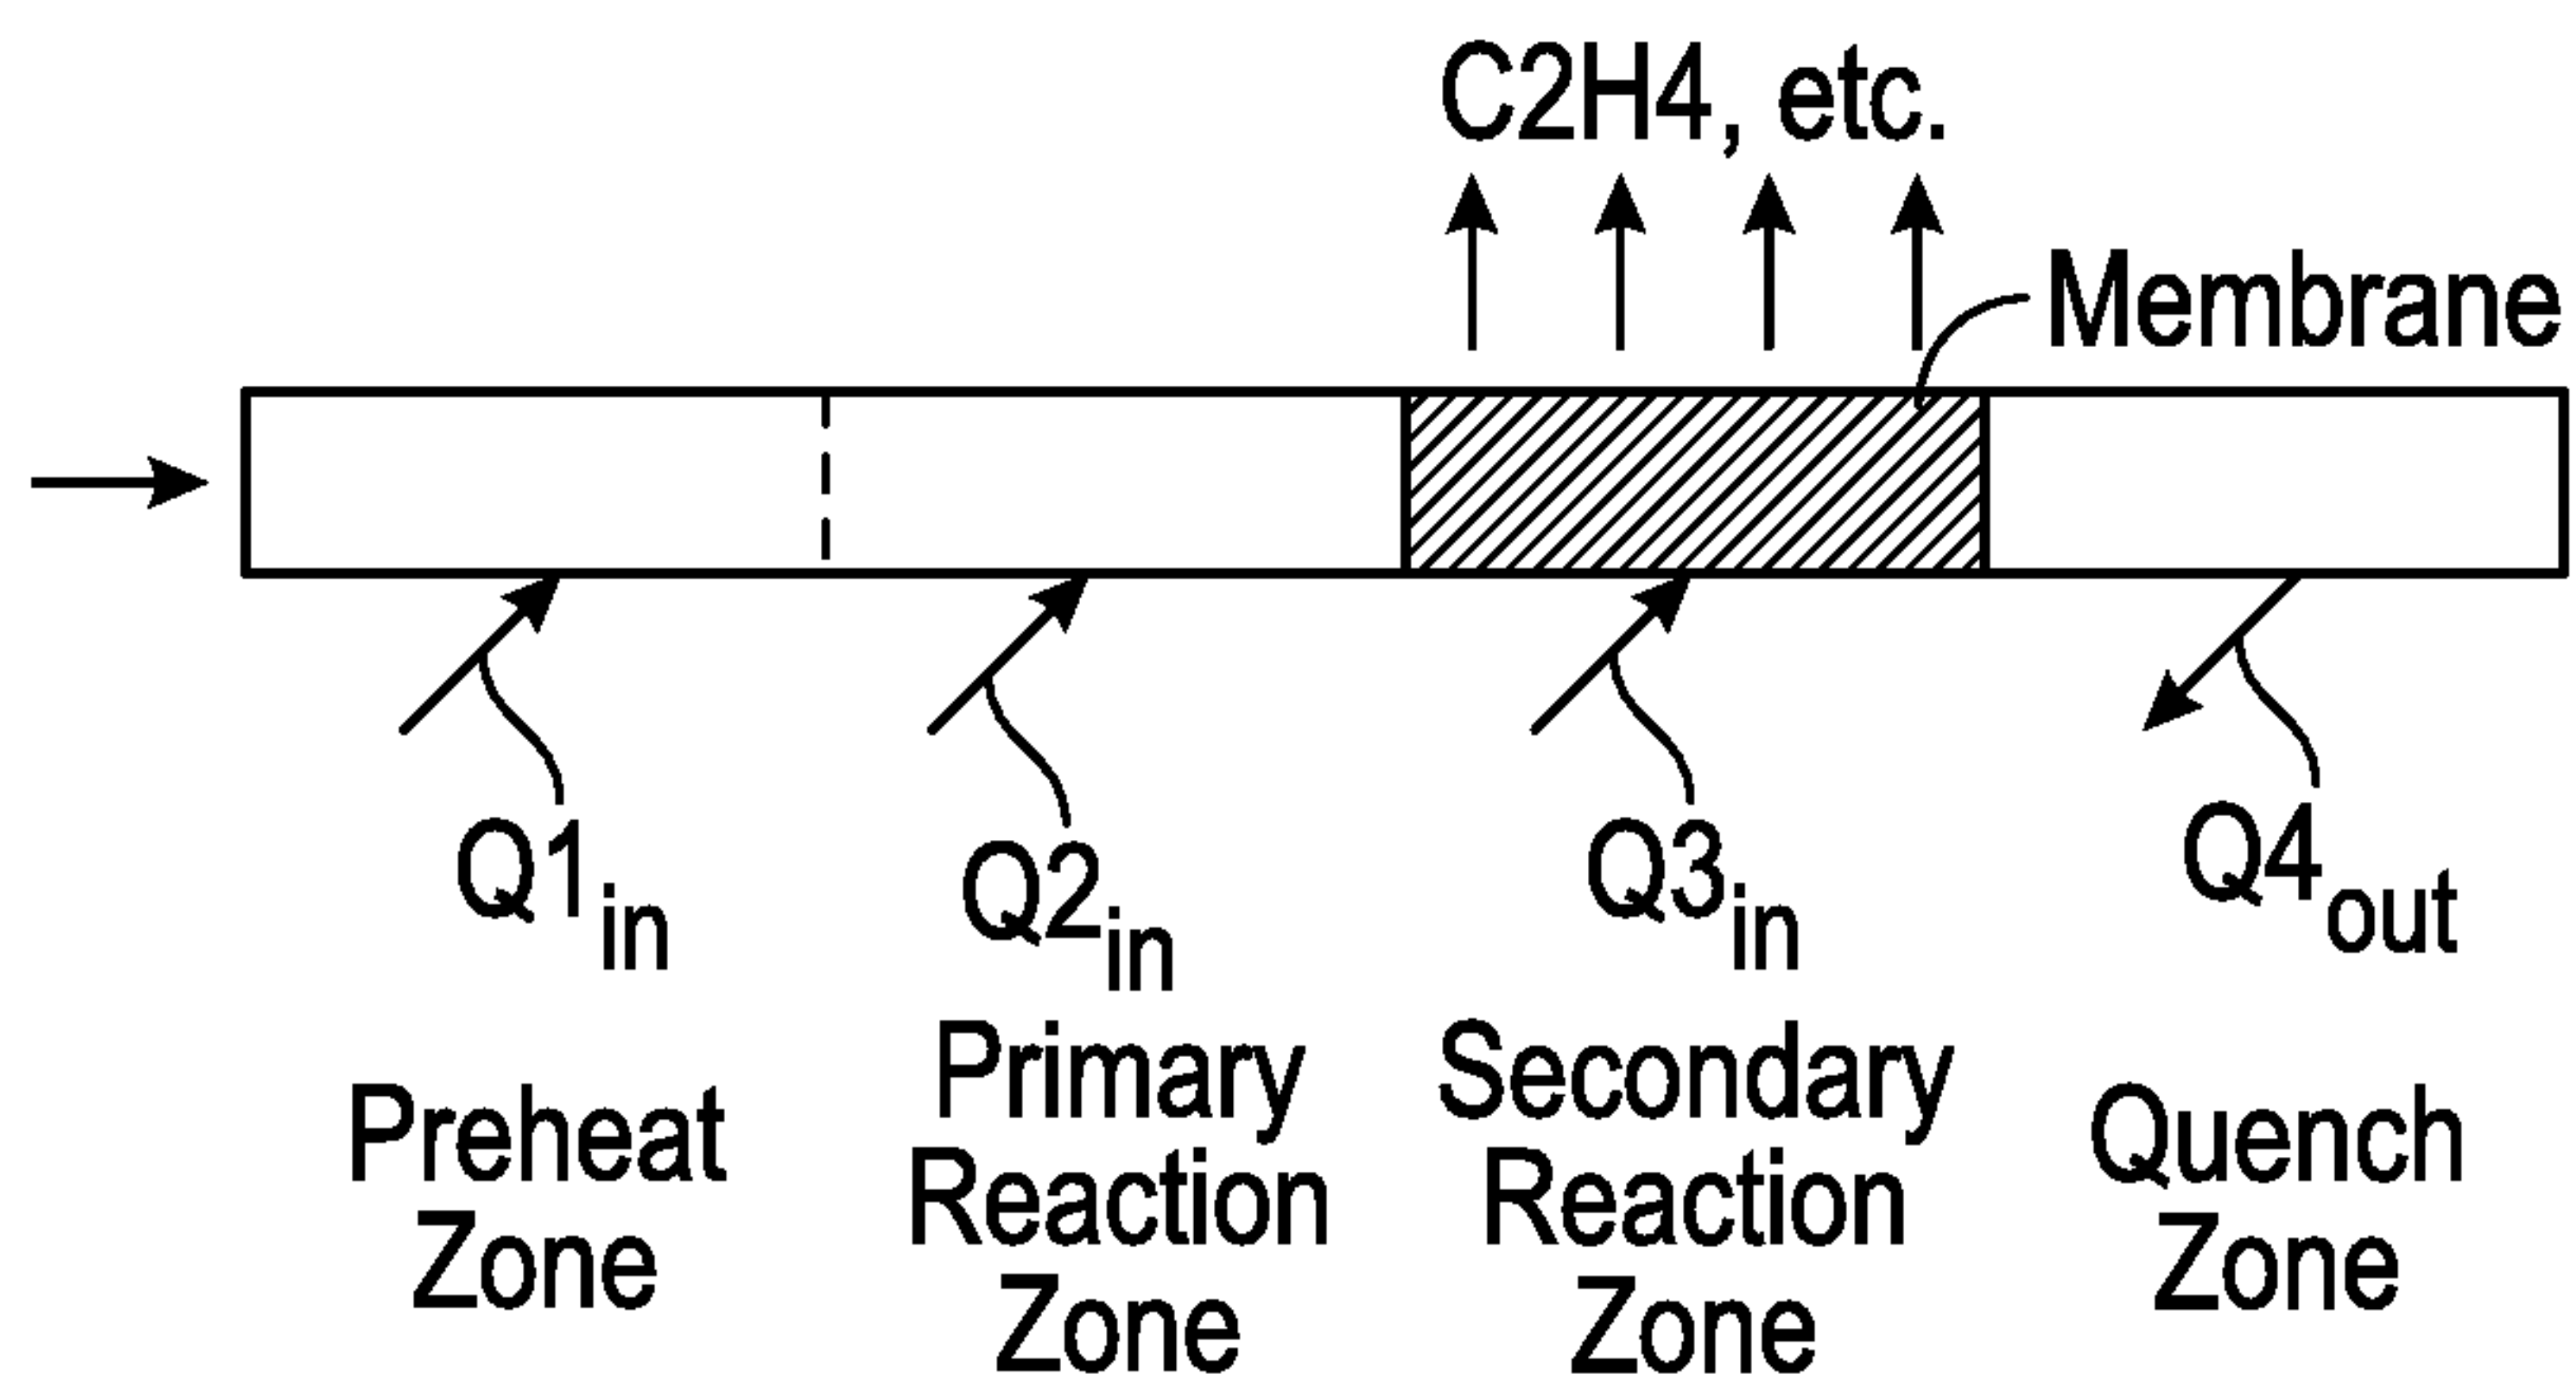 C2H4, etc.
Membrane
Q1in
Q2in
Q3in
Q4out
Preheat
Zone
Primary
Reaction
Zone
Secondary
Reaction
Zone
Quench
Zone